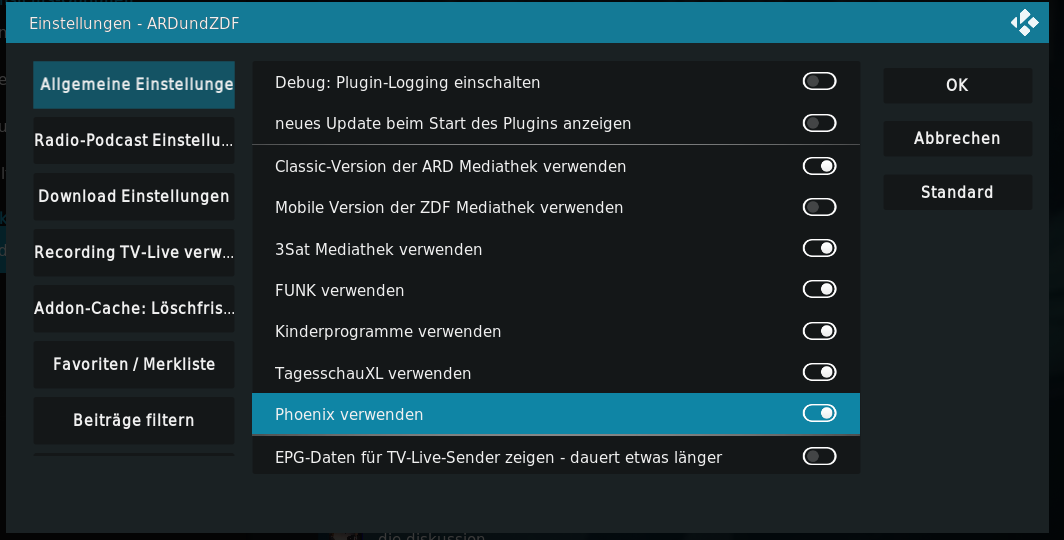 Einstellungen - ARDundZDF
Allgemeine Einstellunge
Radio-Podcast Einstellu...
Download Einstellungen
Recording TV-Live verw...
Addon-Cache: Löschfris...
Favoriten / Merkliste
Beiträge filtern
Debug: Plugin-Logging einschalten
neues Update beim Start des Plugins anzeigen
Classic-Version der ARD Mediathek verwenden
Mobile Version der ZDF Mediathek verwenden
3Sat Mediathek verwenden
FUNK verwenden
Kinderprogramme verwenden
TagesschauXL verwenden
Phoenix verwenden
EPG-Daten für TV-Live-Sender zeigen - dauert etwas länger
OK
Abbrechen
Standard
die diskussion